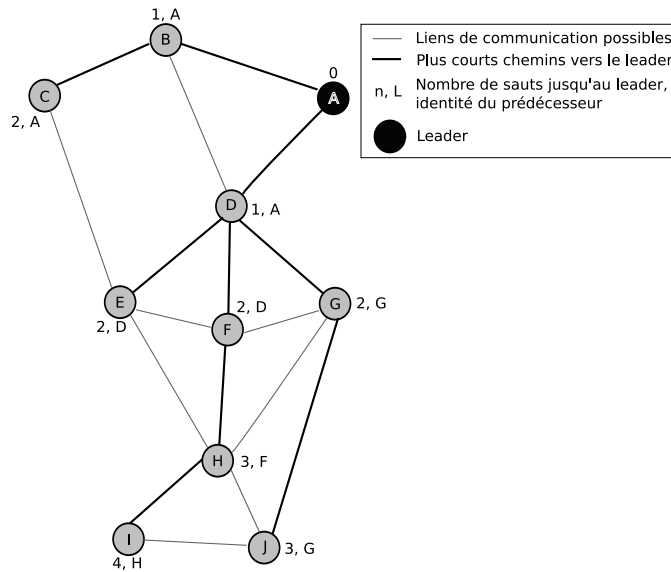 1, A
B
0
A
C
2, A
D
1, A
E
2, D
2, D
F
G
2, G
H
3, F
I
4, H
J
3, G
Liens de communication possibles
Plus courts chemins vers le leader
n, L
Nombre de sauts jusqu'au leader,
identité du prédécesseur
Leader